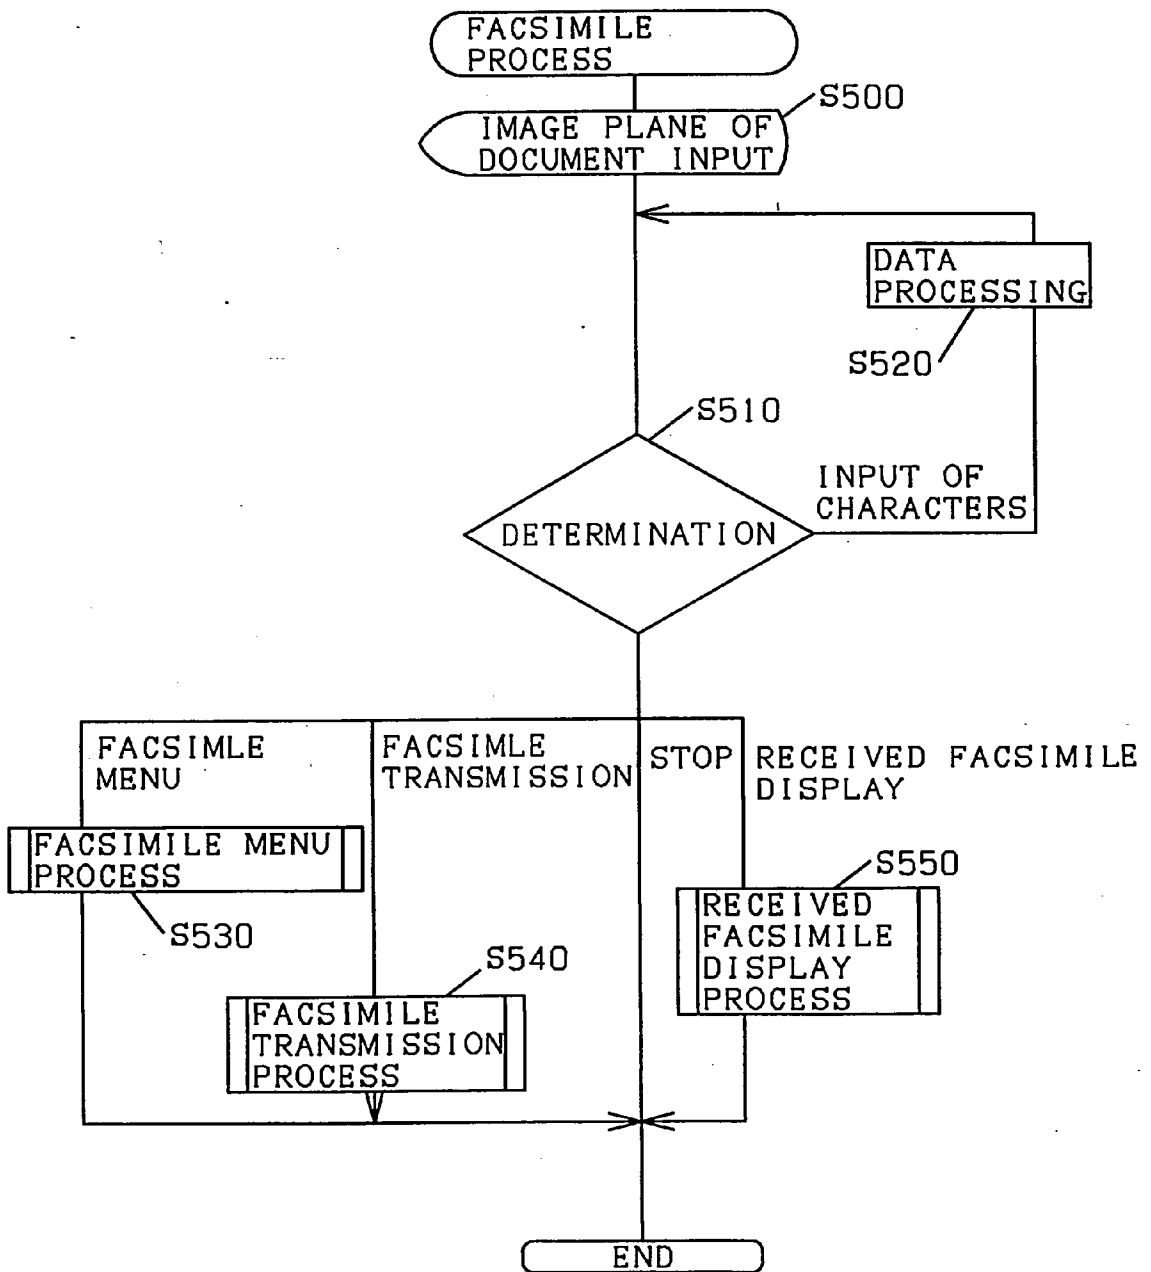 FACSIMILE
PROCESS
S500
IMAGE PLANE OF
DOCUMENT INPUT
DATA
PROCESSING
S520
S510
INPUT OF
CHARACTERS
DETERMINATION
FACSIMLE
MENU
FACSIMLE
TRANSMISSION
STOP
RECEIVED FACSIMILE
DISPLAY
FACSIMILE MENU
PROCESS
S530
S550
RECEIVED
FACSIMILE
DISPLAY
PROCESS
S540
FACSIMILE
TRANSMISSION
PROCESS
END